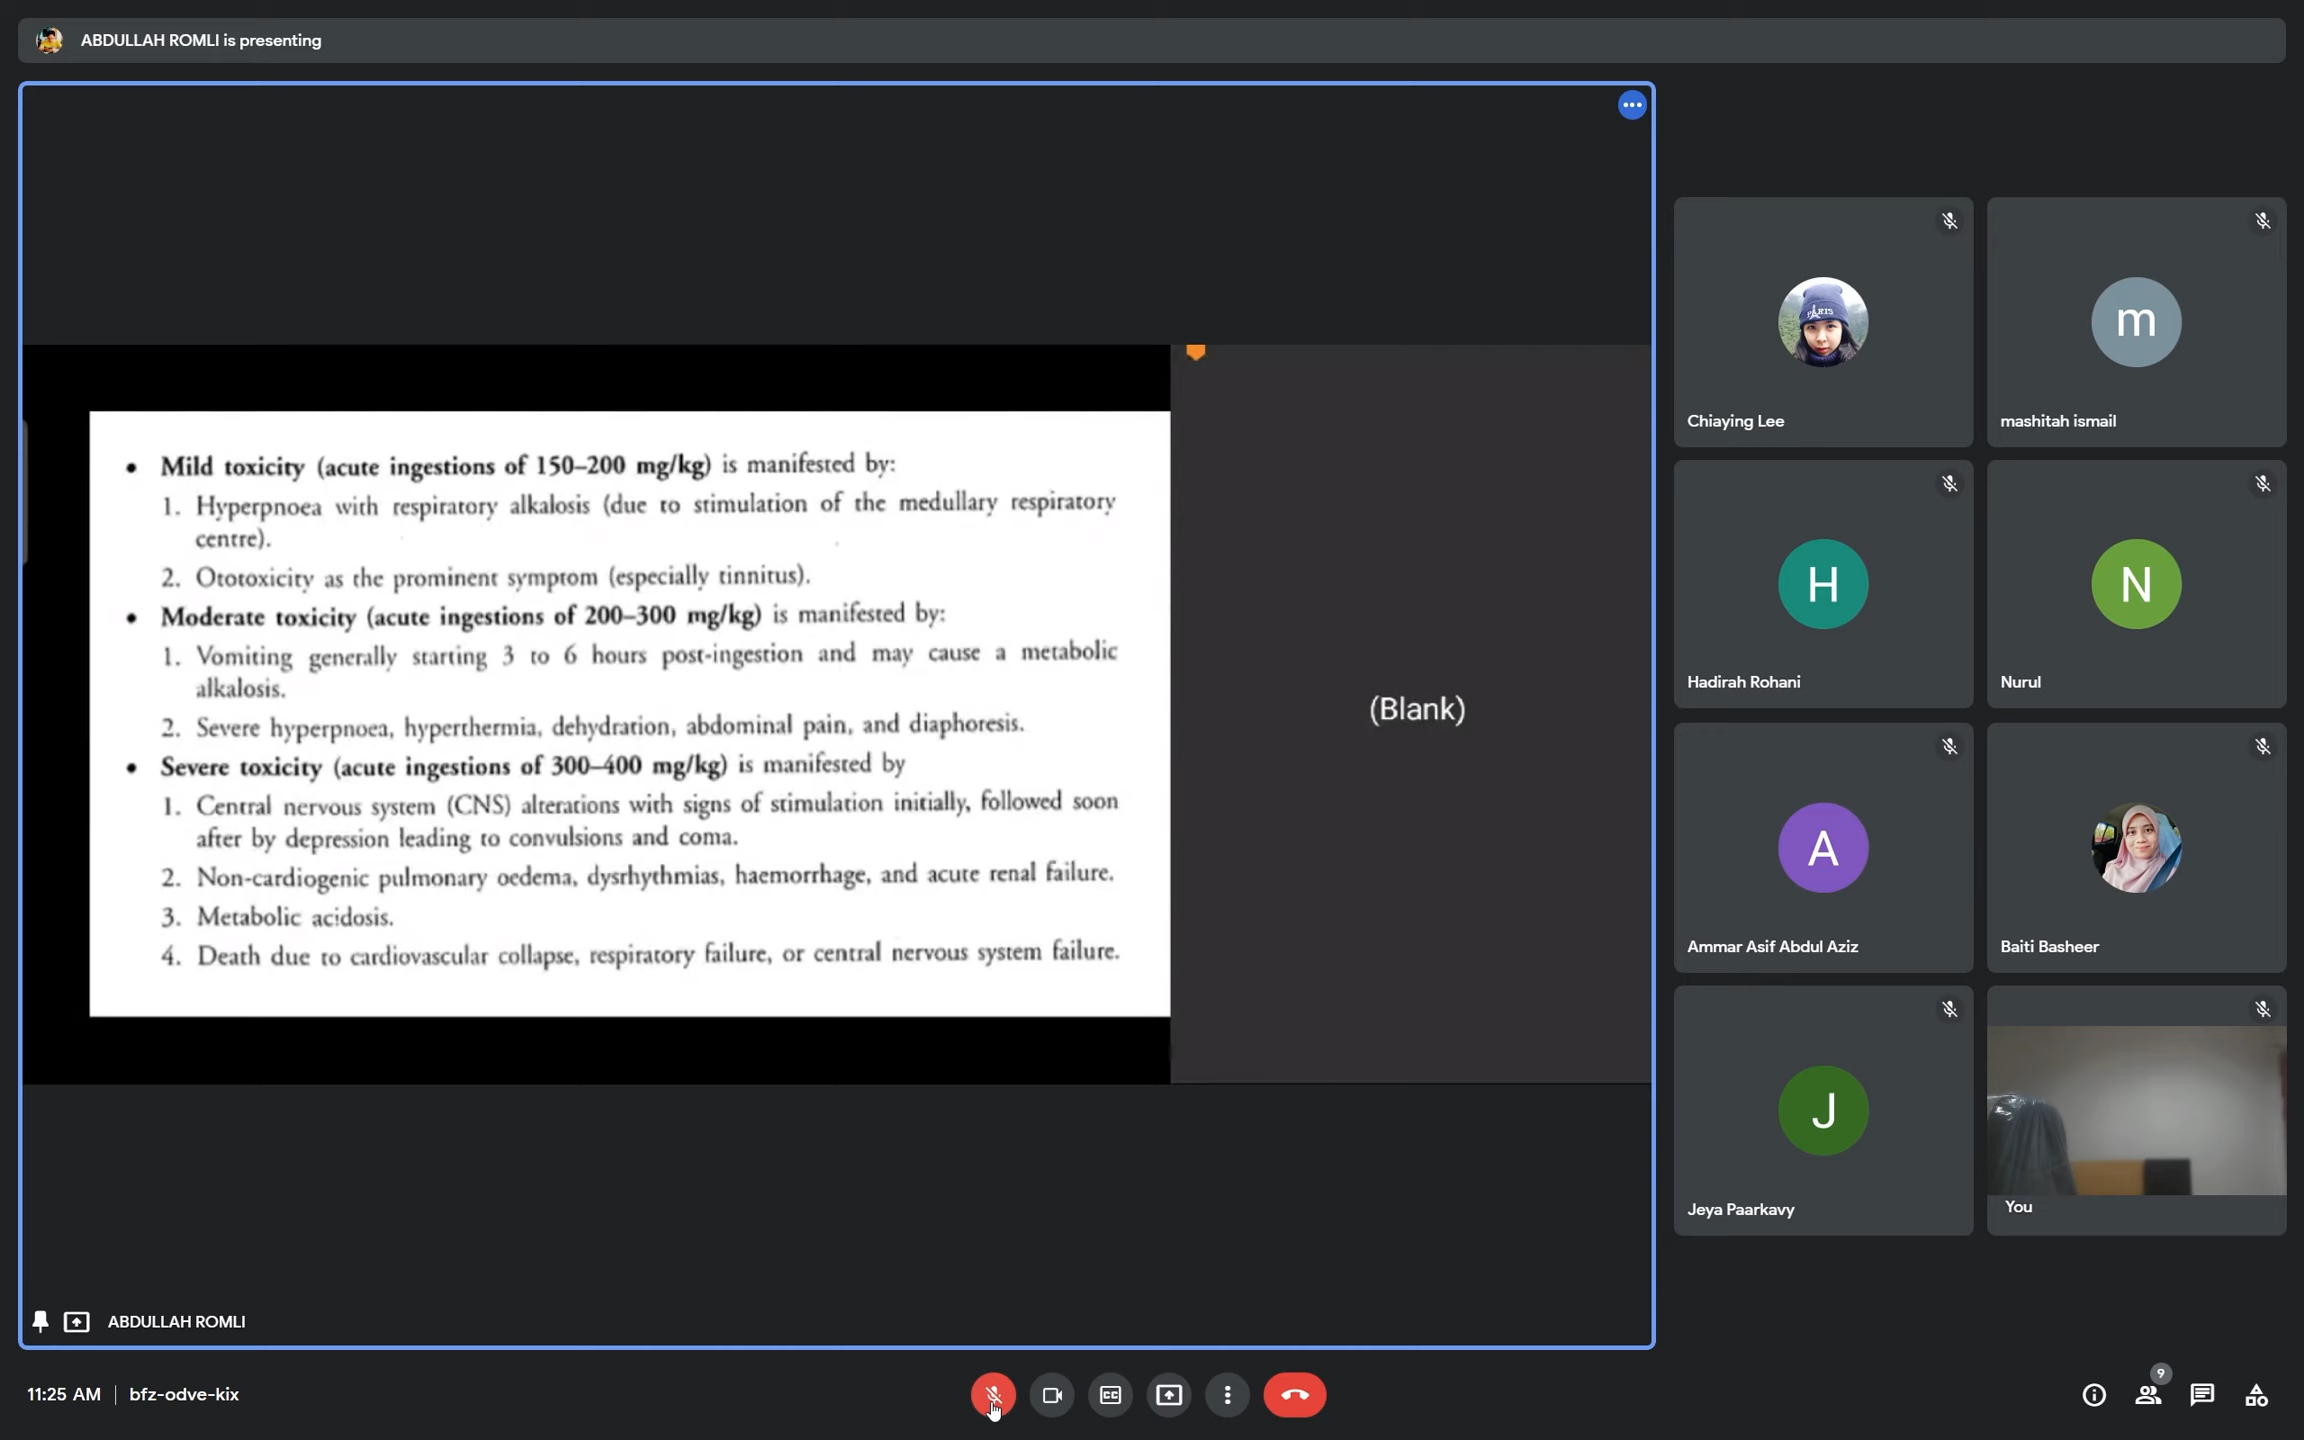 ABDULLAH ROMLI is presenting
• Mild toxicity (acute ingestions of 150–200 mg/kg) is manifested by:
1. Hyperpnoea with respiratory alkalosis (due to stimulation of the medullary respiratory
centre).
2. Ototoxicity as the prominent symptom (especially tinnitus).
• Moderate toxicity (acute ingestions of 200–300 mg/kg) is manifested by:
1. Vomiting generally starting 3 to 6 hours post-ingestion and may cause a metabolic
alkalosis.
2. Severe hyperpnoea, hyperthermia, dehydration, abdominal pain, and diaphoresis.
• Severe toxicity (acute ingestions of 300–400 mg/kg) is manifested by
1. Central nervous system (CNS) alterations with signs of stimulation initially, followed soon
after by depression leading to convulsions and coma.
2. Non-cardiogenic pulmonary oedema, dysrhythmias, haemorrhage, and acute renal failure.
3. Metabolic acidosis.
4. Death due to cardiovascular collapse, respiratory failure, or central nervous system failure.
(Blank)
ABDULLAH ROMLI
PARIS
Chiaying Lee
m
mashitah ismail
H
Hadirah Rohani
N
Nurul
A
Ammar Asif Abdul Aziz
Baiti Basheer
J
Jeya Paarkavy
You
11:25 AM | bfz-odve-kix
CC
9